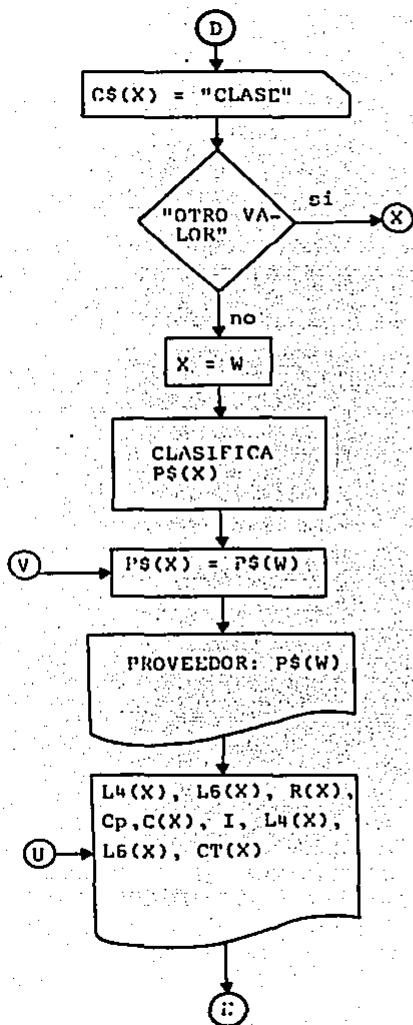 D
C$(X) = "CLASE"
"OTRO VA-
LOR"
si
X
no
X = W
CLASIFICA
P$(X)
V
P$(X) = P$(W)
PROVEEDOR: P$(W)
L4(X), L6(X), R(X),
Cp,C(X), I, L4(X),
L6(X), CT(X)
U